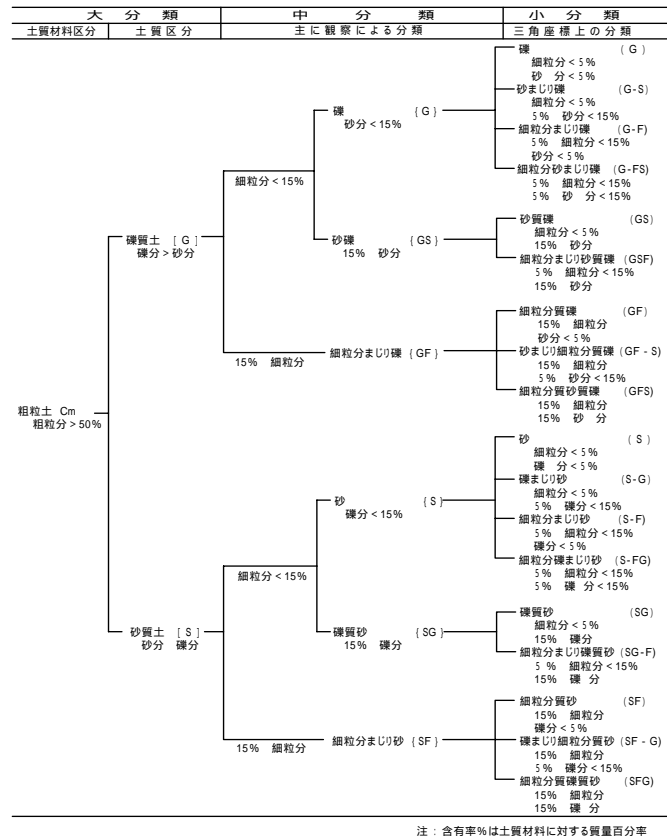 大分類 中分類 小分類
土質材料区分 土質区分 主に観察による分類 三角座標上の分類
礫 (G)
細粒分<5%
砂 分<5%
砂まじり礫 (G-S)
細粒分<5%
5% 砂分<15%
細粒分まじり礫 (G-F)
5% 細粒分<15%
砂分<5%
細粒分砂まじり礫 (G-FS)
5% 細粒分<15%
5% 砂 分<15%
礫 {G}
砂分<15%
細粒分<15%
砂質礫 (GS)
細粒分<5%
15% 砂分
細粒分まじり砂質礫 (GSF)
5% 細粒分<15%
15% 砂分
砂礫 {GS}
15% 砂分
礫質土 [G]
礫分>砂分
細粒分質礫 (GF)
15% 細粒分
砂分<5%
砂まじり細粒分質礫 (GF-S)
15% 細粒分
5% 砂分<15%
細粒分質砂質礫 (GFS)
15% 細粒分
15% 砂 分
細粒分まじり礫 {GF}
15% 細粒分
粗粒土 Cm
粗粒分>50%
砂 (S)
細粒分<5%
礫 分<5%
礫まじり砂 (S-G)
細粒分<5%
5% 礫分<15%
細粒分まじり砂 (S-F)
5% 細粒分<15%
礫分<5%
細粒分礫まじり砂 (S-FG)
5% 細粒分<15%
5% 礫 分<15%
砂 {S}
礫分<15%
細粒分<15%
礫質砂 (SG)
細粒分<5%
15% 礫分
細粒分まじり礫質砂 (SG-F)
5% 細粒分<15%
15% 礫 分
礫質砂 {SG}
15% 礫分
砂質土 [S]
砂分 礫分
細粒分質砂 (SF)
15% 細粒分
礫分<5%
礫まじり細粒分質砂 (SF-G)
15% 細粒分
5% 礫分<15%
細粒分質礫質砂 (SFG)
15% 細粒分
15% 礫 分
細粒分まじり砂 {SF}
15% 細粒分
注:含有率%は土質材料に対する質量百分率